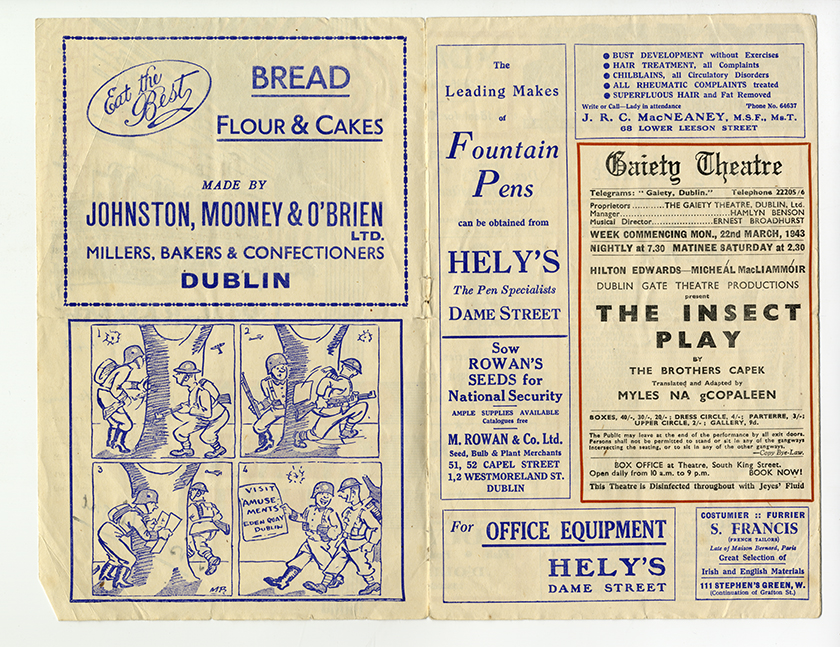 Eat the
Best
BREAD
FLOUR & CAKES
MADE BY
JOHNSTON, MOONEY & O'BRIEN
LTD.
MILLERS, BAKERS & CONFECTIONERS
DUBLIN
1
2
3
4
VISIT
AMUSE
MENTS
EDEN QUAY
DUBLIN
MB.
The
Leading Makes
of
Fountain
Pens
can be obtained from
HELY'S
The Pen Specialists
DAME STREET
Sow
ROWAN'S
SEEDS for
National Security
AMPLE SUPPLIES AVAILABLE
Catalogues free
M. ROWAN & Co. Ltd.
Seed, Bulb & Plant Merchants
51, 52 CAPEL STREET
1, 2 WESTMORELAND ST.
DUBLIN
● BUST DEVELOPMENT without Exercises
● HAIR TREATMENT, all Complaints
● CHILBLAINS, all Circulatory Disorders
● ALL RHEUMATIC COMPLAINTS treated
● SUPERFLUOUS HAIR and Fat Removed
Write or Call—Lady in attendance 'Phone No. 64637
J. R. C. MacNEANEY, M.S.F., Ms.T.
68 LOWER LEESON STREET
Gaiety Theatre
Telegrams: "Gaiety, Dublin." Telephone 22205/6
Proprietors ..........THE GAIETY THEATRE, DUBLIN, Ltd.
Manager..............................HAMLYN BENSON
Musical Director......................ERNEST BROADHURST
WEEK COMMENCING MON., 22nd MARCH, 1943
NIGHTLY at 7.30 MATINEE SATURDAY at 2.30
HILTON EDWARDS—MICHEÁL MacLIAMMÓIR
DUBLIN GATE THEATRE PRODUCTIONS
present
THE INSECT
PLAY
BY
THE BROTHERS CAPEK
Translated and Adapted by
MYLES NA gCOPALEEN
BOXES, 40/-, 30/-, 20/- ; DRESS CIRCLE, 4/- ; PARTERRE, 3/- ;
UPPER CIRCLE, 2/- ; GALLERY, 9d.
The Public may leave at the end of the performance by all exit doors.
Persons shall not be permitted to stand or sit in any of the gangways
intersecting the seating, or to sit in any of the other gangways.
—Copy Bye-Law.
BOX OFFICE at Theatre, South King Street.
Open daily from 10 a.m. to 9 p.m. BOOK NOW!
This Theatre is Disinfected throughout with Jeyes' Fluid
For OFFICE EQUIPMENT
HELY'S
DAME STREET
COSTUMIER :: FURRIER
S. FRANCIS
(FRENCH TAILORS)
Late of Maison Bernard, Paris
Great Selection of
Irish and English Materials
111 STEPHEN'S GREEN, W.
(Continuation of Grafton St.)